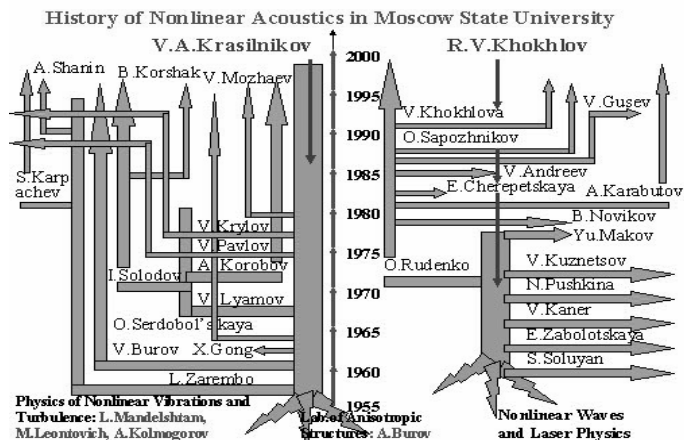 History of Nonlinear Acoustics in Moscow State University
V.A.Krasilnikov
R.V.Khokhlov
A.Shanin
B.Korshak
V.Mozhaev
2000
1995
1990
1985
1980
1975
1970
1965
1960
1955
V.Khokhlova
V.Gusev
O.Sapozhnikov
V.Andreev
E.Cherepetskaya
A.Karabutov
B.Novikov
Yu.Makov
O.Rudenko
V.Kuznetsov
N.Pushkina
V.Kaner
E.Zabolotskaya
S.Soluyan
S.Karp
achev
V.Krylov
V.Pavlov
A.Korobov
I.Solodov
V.Lyamov
O.Serdobol'skaya
V.Burov
X.Gong
L.Zarembo
Physics of Nonlinear Vibrations and
Turbulence: L.Mandelshtam,
M.Leontovich, A.Kolmogorov
Lab.of Anisotropic
Structures: A.Burov
Nonlinear Waves
and Laser Physics